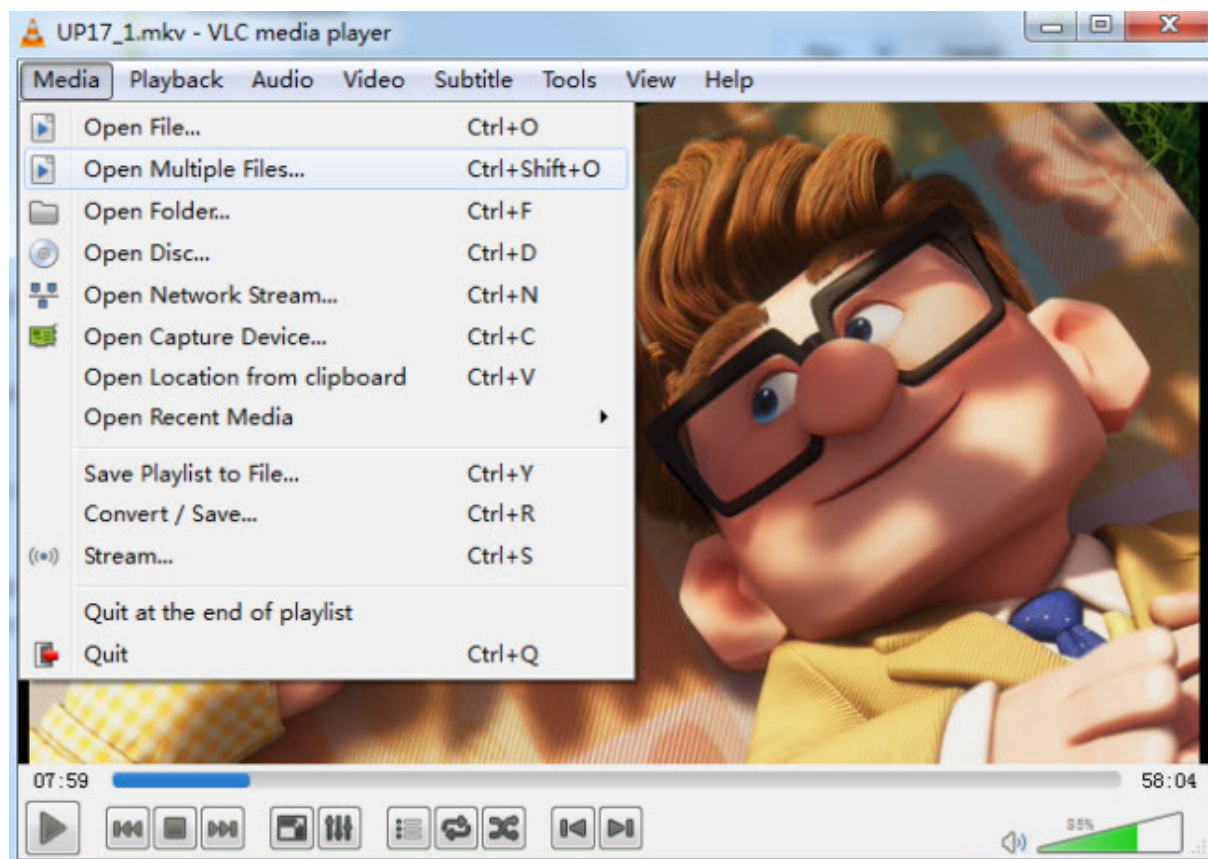 UP17_1.mkv - VLC media player
Media Playback Audio Video Subtitle Tools View Help
Open File... Ctrl+O
Open Multiple Files... Ctrl+Shift+O
Open Folder... Ctrl+F
Open Disc... Ctrl+D
Open Network Stream... Ctrl+N
Open Capture Device... Ctrl+C
Open Location from clipboard Ctrl+V
Open Recent Media
Save Playlist to File... Ctrl+Y
Convert / Save... Ctrl+R
Stream... Ctrl+S
Quit at the end of playlist
Quit Ctrl+Q
07:59 58:04